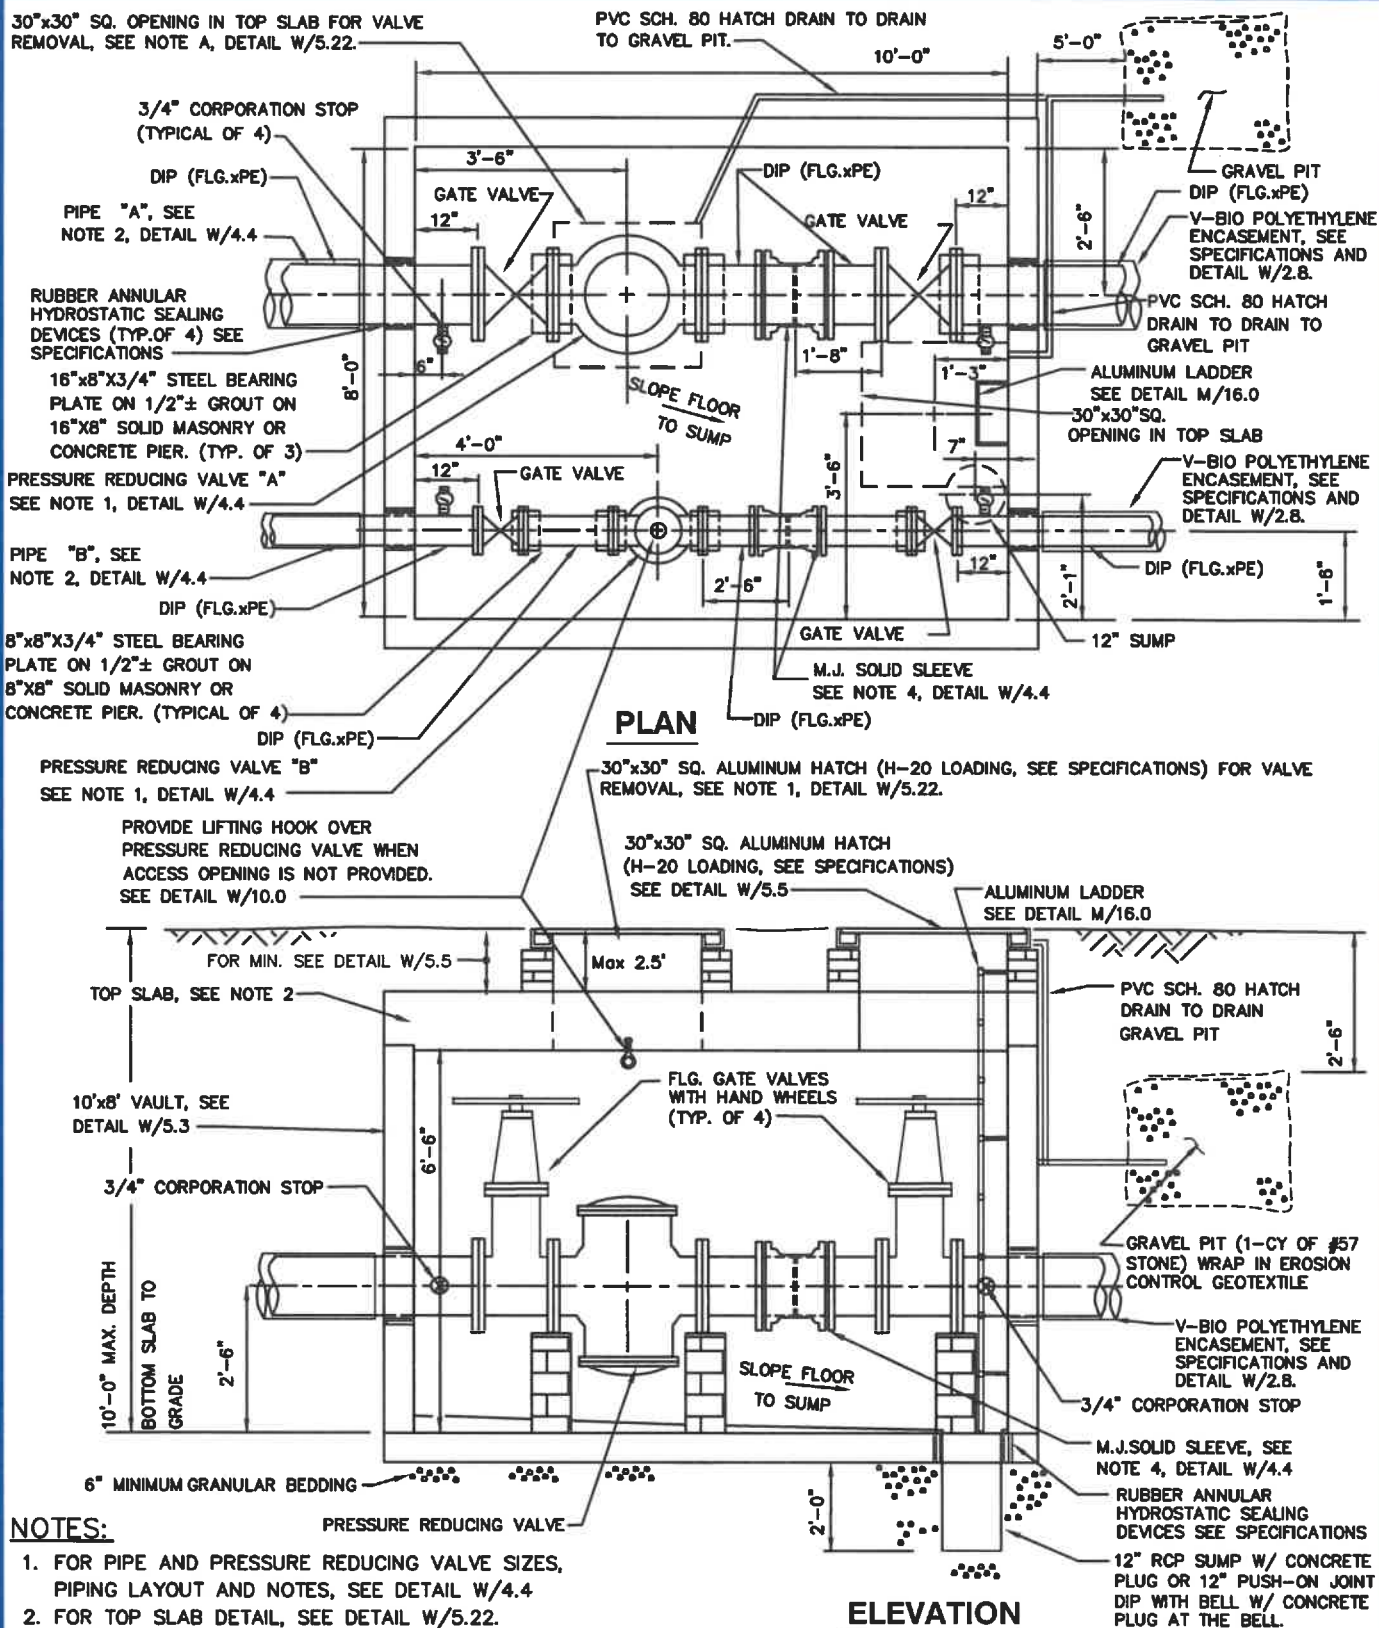 30"x30" SQ. OPENING IN TOP SLAB FOR VALVE
REMOVAL, SEE NOTE A, DETAIL W/5.22.
PVC SCH. 80 HATCH DRAIN TO DRAIN
TO GRAVEL PIT.
10'-0"
5'-0"
3/4" CORPORATION STOP
(TYPICAL OF 4)
3'-6"
DIP (FLG.xPE)
DIP (FLG.xPE)
GATE VALVE
GATE VALVE
12"
12"
2'-6"
GRAVEL PIT
DIP (FLG.xPE)
PIPE "A", SEE
NOTE 2, DETAIL W/4.4
V-BIO POLYETHYLENE
ENCASEMENT, SEE
SPECIFICATIONS AND
DETAIL W/2.8.
RUBBER ANNULAR
HYDROSTATIC SEALING
DEVICES (TYP.OF 4) SEE
SPECIFICATIONS
PVC SCH. 80 HATCH
DRAIN TO DRAIN TO
GRAVEL PIT
6"
8'-0"
1'-8"
1'-3"
16"x8"X3/4" STEEL BEARING
PLATE ON 1/2"± GROUT ON
16"X8" SOLID MASONRY OR
CONCRETE PIER. (TYP. OF 3)
SLOPE FLOOR
TO SUMP
ALUMINUM LADDER
SEE DETAIL M/16.0
30"x30"SQ.
OPENING IN TOP SLAB
4'-0"
3'-6"
7"
PRESSURE REDUCING VALVE "A"
SEE NOTE 1, DETAIL W/4.4
12"
GATE VALVE
V-BIO POLYETHYLENE
ENCASEMENT, SEE
SPECIFICATIONS AND
DETAIL W/2.8.
PIPE "B", SEE
NOTE 2, DETAIL W/4.4
DIP (FLG.xPE)
2'-6"
12"
2'-1"
DIP (FLG.xPE)
1'-6"
8"x8"X3/4" STEEL BEARING
PLATE ON 1/2"± GROUT ON
8"X8" SOLID MASONRY OR
CONCRETE PIER. (TYPICAL OF 4)
GATE VALVE
12" SUMP
M.J. SOLID SLEEVE
SEE NOTE 4, DETAIL W/4.4
DIP (FLG.xPE)
DIP (FLG.xPE)
PLAN
PRESSURE REDUCING VALVE "B"
SEE NOTE 1, DETAIL W/4.4
30"x30" SQ. ALUMINUM HATCH (H-20 LOADING, SEE SPECIFICATIONS) FOR VALVE
REMOVAL, SEE NOTE 1, DETAIL W/5.22.
PROVIDE LIFTING HOOK OVER
PRESSURE REDUCING VALVE WHEN
ACCESS OPENING IS NOT PROVIDED.
SEE DETAIL W/10.0
30"x30" SQ. ALUMINUM HATCH
(H-20 LOADING, SEE SPECIFICATIONS)
SEE DETAIL W/5.5
ALUMINUM LADDER
SEE DETAIL M/16.0
FOR MIN. SEE DETAIL W/5.5
Max 2.5'
TOP SLAB, SEE NOTE 2
PVC SCH. 80 HATCH
DRAIN TO DRAIN
GRAVEL PIT
2'-6"
FLG. GATE VALVES
WITH HAND WHEELS
(TYP. OF 4)
10'x8' VAULT, SEE
DETAIL W/5.3
6'-6"
3/4" CORPORATION STOP
10'-0" MAX. DEPTH
BOTTOM SLAB TO
GRADE
2'-6"
GRAVEL PIT (1-CY OF #57
STONE) WRAP IN EROSION
CONTROL GEOTEXTILE
V-BIO POLYETHYLENE
ENCASEMENT, SEE
SPECIFICATIONS AND
DETAIL W/2.8.
SLOPE FLOOR
TO SUMP
3/4" CORPORATION STOP
M.J.SOLID SLEEVE, SEE
NOTE 4, DETAIL W/4.4
6" MINIMUM GRANULAR BEDDING
2'-0"
RUBBER ANNULAR
HYDROSTATIC SEALING
DEVICES SEE SPECIFICATIONS
PRESSURE REDUCING VALVE
12" RCP SUMP W/ CONCRETE
PLUG OR 12" PUSH-ON JOINT
DIP WITH BELL W/ CONCRETE
PLUG AT THE BELL.
NOTES:
1. FOR PIPE AND PRESSURE REDUCING VALVE SIZES,
PIPING LAYOUT AND NOTES, SEE DETAIL W/4.4
2. FOR TOP SLAB DETAIL, SEE DETAIL W/5.22.
ELEVATION